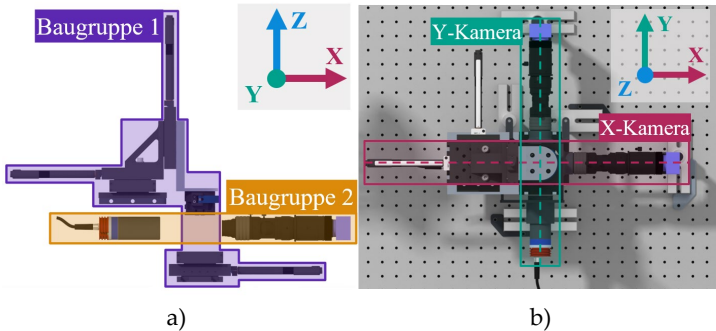 Baugruppe 1
Z
X
Y
Baugruppe 2
Y-Kamera
Y
X
Z
X-Kamera
a)
b)